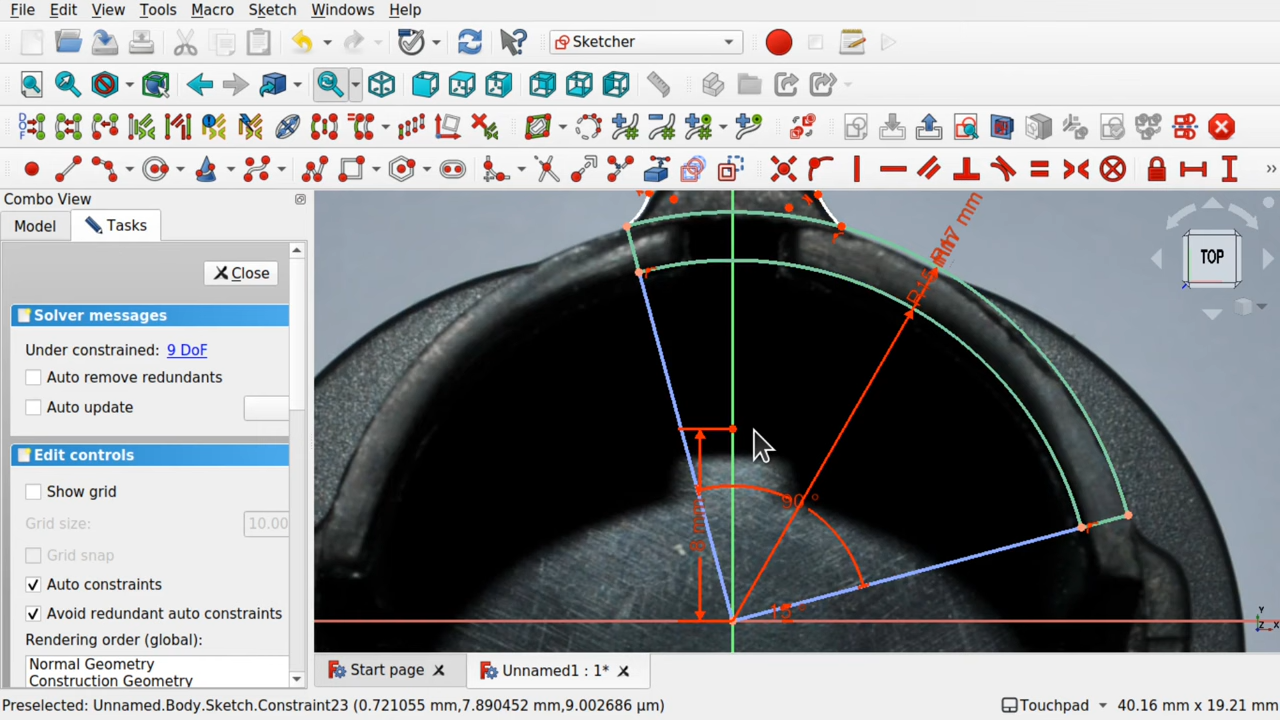 File Edit View Tools Macro Sketch Windows Help
Sketcher
Combo View
Model Tasks
Close
Solver messages
Under constrained: 9 DoF
Auto remove redundants
Auto update
Edit controls
Show grid
Grid size: 10.00
Grid snap
Auto constraints
Avoid redundant auto constraints
Rendering order (global):
Normal Geometry
Construction Geometry
TOP
90 °
15 °
Y
Z X
Start page Unnamed1 : 1*
Preselected: Unnamed.Body.Sketch.Constraint23 (0.721055 mm,7.890452 mm,9.002686 µm) Touchpad 40.16 mm x 19.21 mm